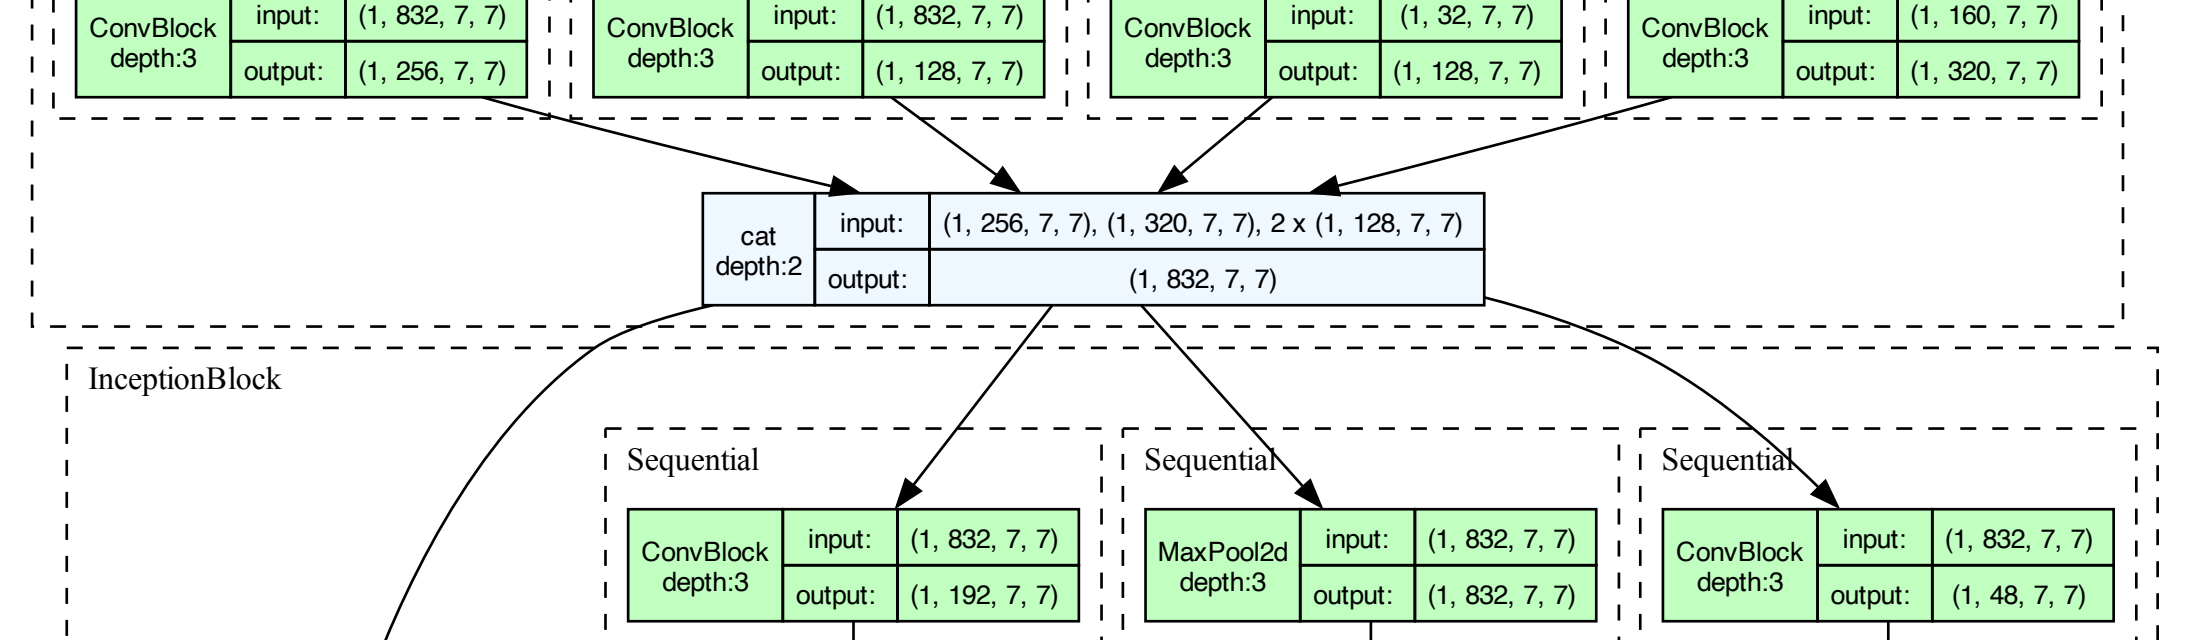 ConvBlock
depth:3
input:
(1, 832, 7, 7)
output:
(1, 256, 7, 7)
ConvBlock
depth:3
input:
(1, 832, 7, 7)
output:
(1, 128, 7, 7)
ConvBlock
depth:3
input:
(1, 32, 7, 7)
output:
(1, 128, 7, 7)
ConvBlock
depth:3
input:
(1, 160, 7, 7)
output:
(1, 320, 7, 7)
cat
depth:2
input:
(1, 256, 7, 7), (1, 320, 7, 7), 2 x (1, 128, 7, 7)
output:
(1, 832, 7, 7)
InceptionBlock
Sequential
ConvBlock
depth:3
input:
(1, 832, 7, 7)
output:
(1, 192, 7, 7)
Sequential
MaxPool2d
depth:3
input:
(1, 832, 7, 7)
output:
(1, 832, 7, 7)
Sequential
ConvBlock
depth:3
input:
(1, 832, 7, 7)
output:
(1, 48, 7, 7)